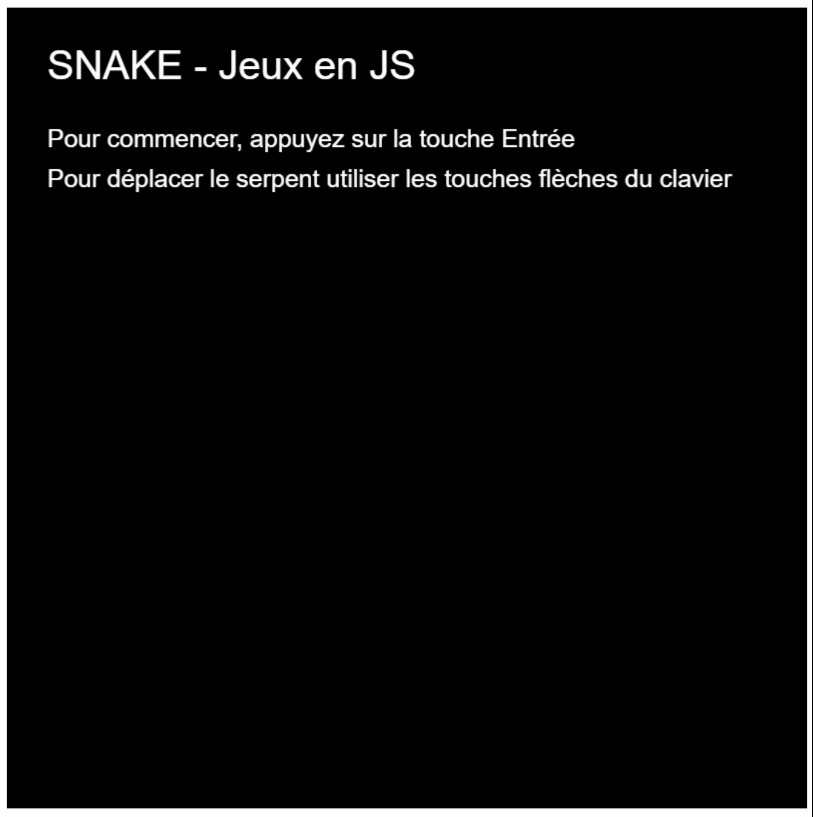 SNAKE - Jeux en JS
Pour commencer, appuyez sur la touche Entrée
Pour déplacer le serpent utiliser les touches flèches du clavier